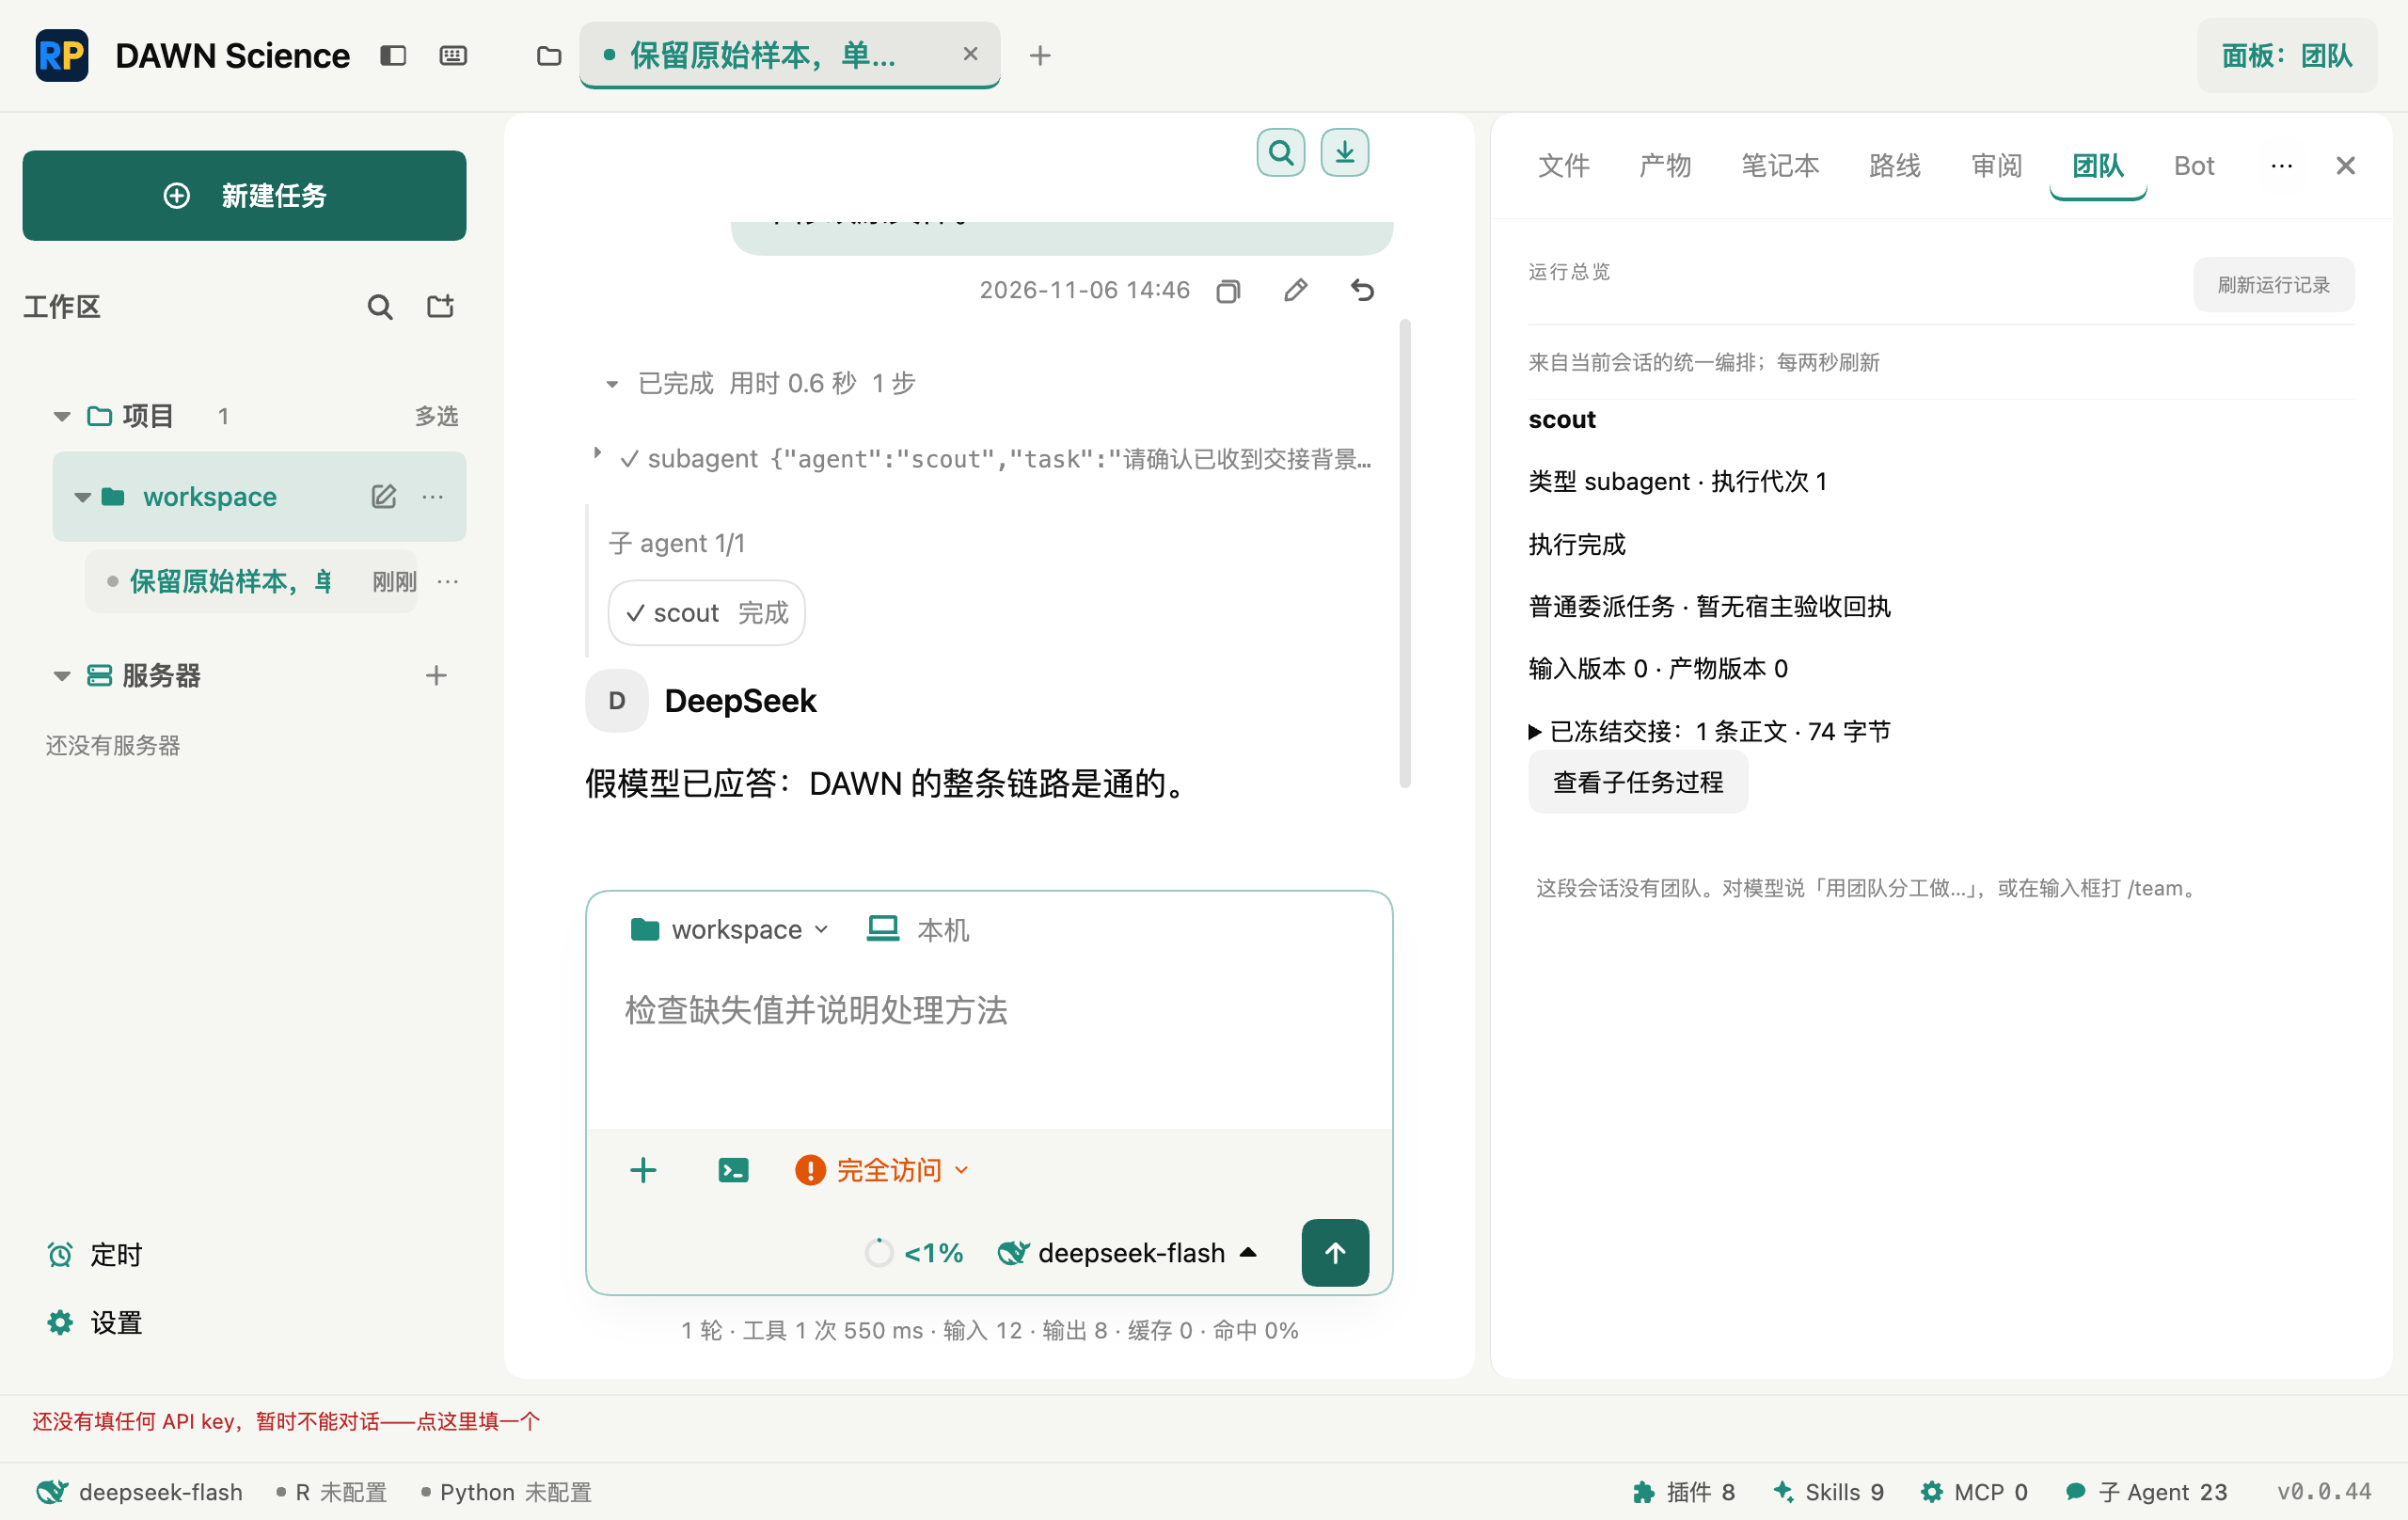 RP DAWN Science
保留原始样本，单...
面板：团队
新建任务
工作区
项目 1 多选
workspace
保留原始样本， 刚刚
服务器
还没有服务器
定时
设置
2026-11-06 14:46
已完成 用时 0.6 秒 1 步
subagent {"agent":"scout","task":"请确认已收到交接背景…
子 agent 1/1
scout 完成
D DeepSeek
假模型已应答：DAWN 的整条链路是通的。
workspace 本机
检查缺失值并说明处理方法
完全访问
<1% deepseek-flash
1 轮 · 工具 1 次 550 ms · 输入 12 · 输出 8 · 缓存 0 · 命中 0%
文件 产物 笔记本 路线 审阅 团队 Bot
运行总览
刷新运行记录
来自当前会话的统一编排；每两秒刷新
scout
类型 subagent · 执行代次 1
执行完成
普通委派任务 · 暂无宿主验收回执
输入版本 0 · 产物版本 0
已冻结交接：1 条正文 · 74 字节
查看子任务过程
这段会话没有团队。对模型说「用团队分工做…」，或在输入框打 /team。
还没有填任何 API key，暂时不能对话——点这里填一个
deepseek-flash R 未配置 Python 未配置
插件 8 Skills 9 MCP 0 子 Agent 23 v0.0.44